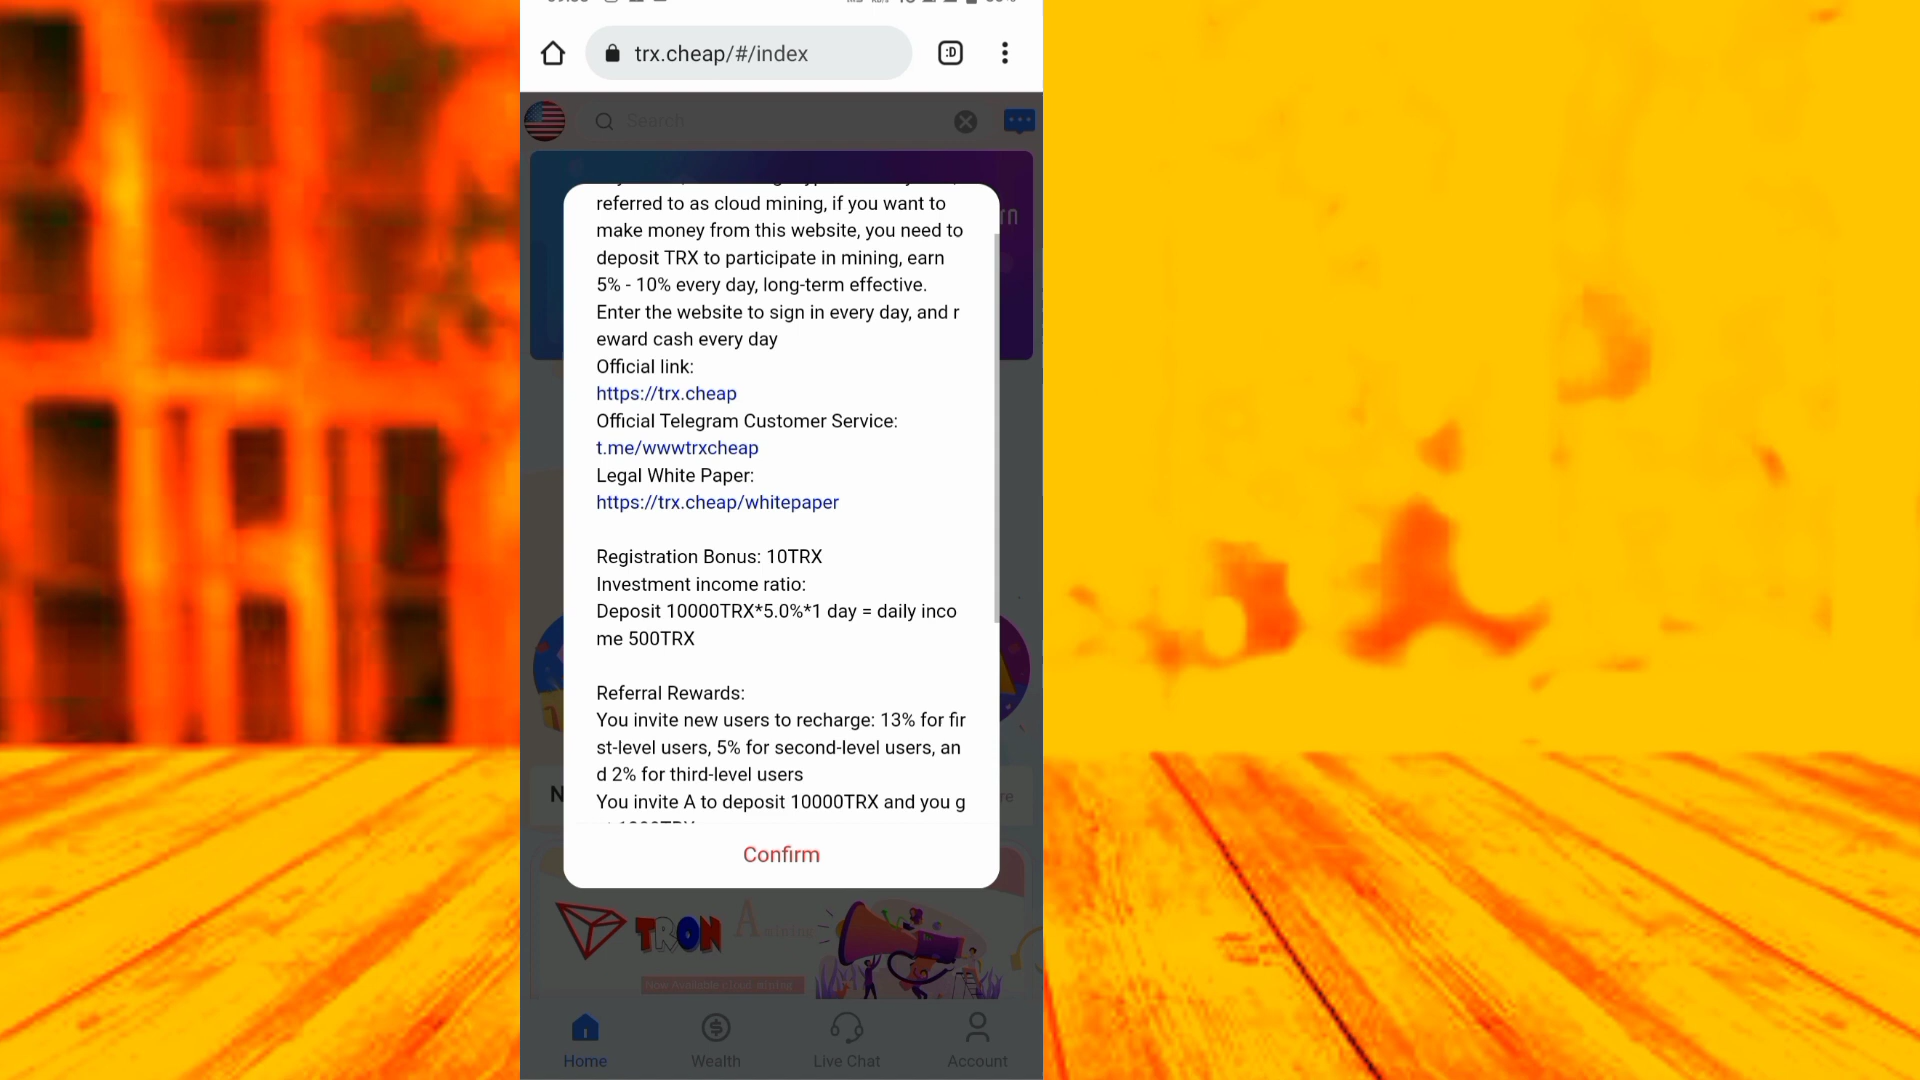 trx.cheap/#/index
:D
Search
referred to as cloud mining, if you want to
make money from this website, you need to
deposit TRX to participate in mining, earn
5% - 10% every day, long-term effective.
Enter the website to sign in every day, and r
eward cash every day
Official link:
https://trx.cheap
Official Telegram Customer Service:
t.me/wwwtrxcheap
Legal White Paper:
https://trx.cheap/whitepaper
Registration Bonus: 10TRX
Investment income ratio:
Deposit 10000TRX*5.0%*1 day = daily inco
me 500TRX
Referral Rewards:
You invite new users to recharge: 13% for fir
st-level users, 5% for second-level users, an
d 2% for third-level users
You invite A to deposit 10000TRX and you g
Confirm
TRON
A mining
Now Available cloud mining
Home
Wealth
Live Chat
Account